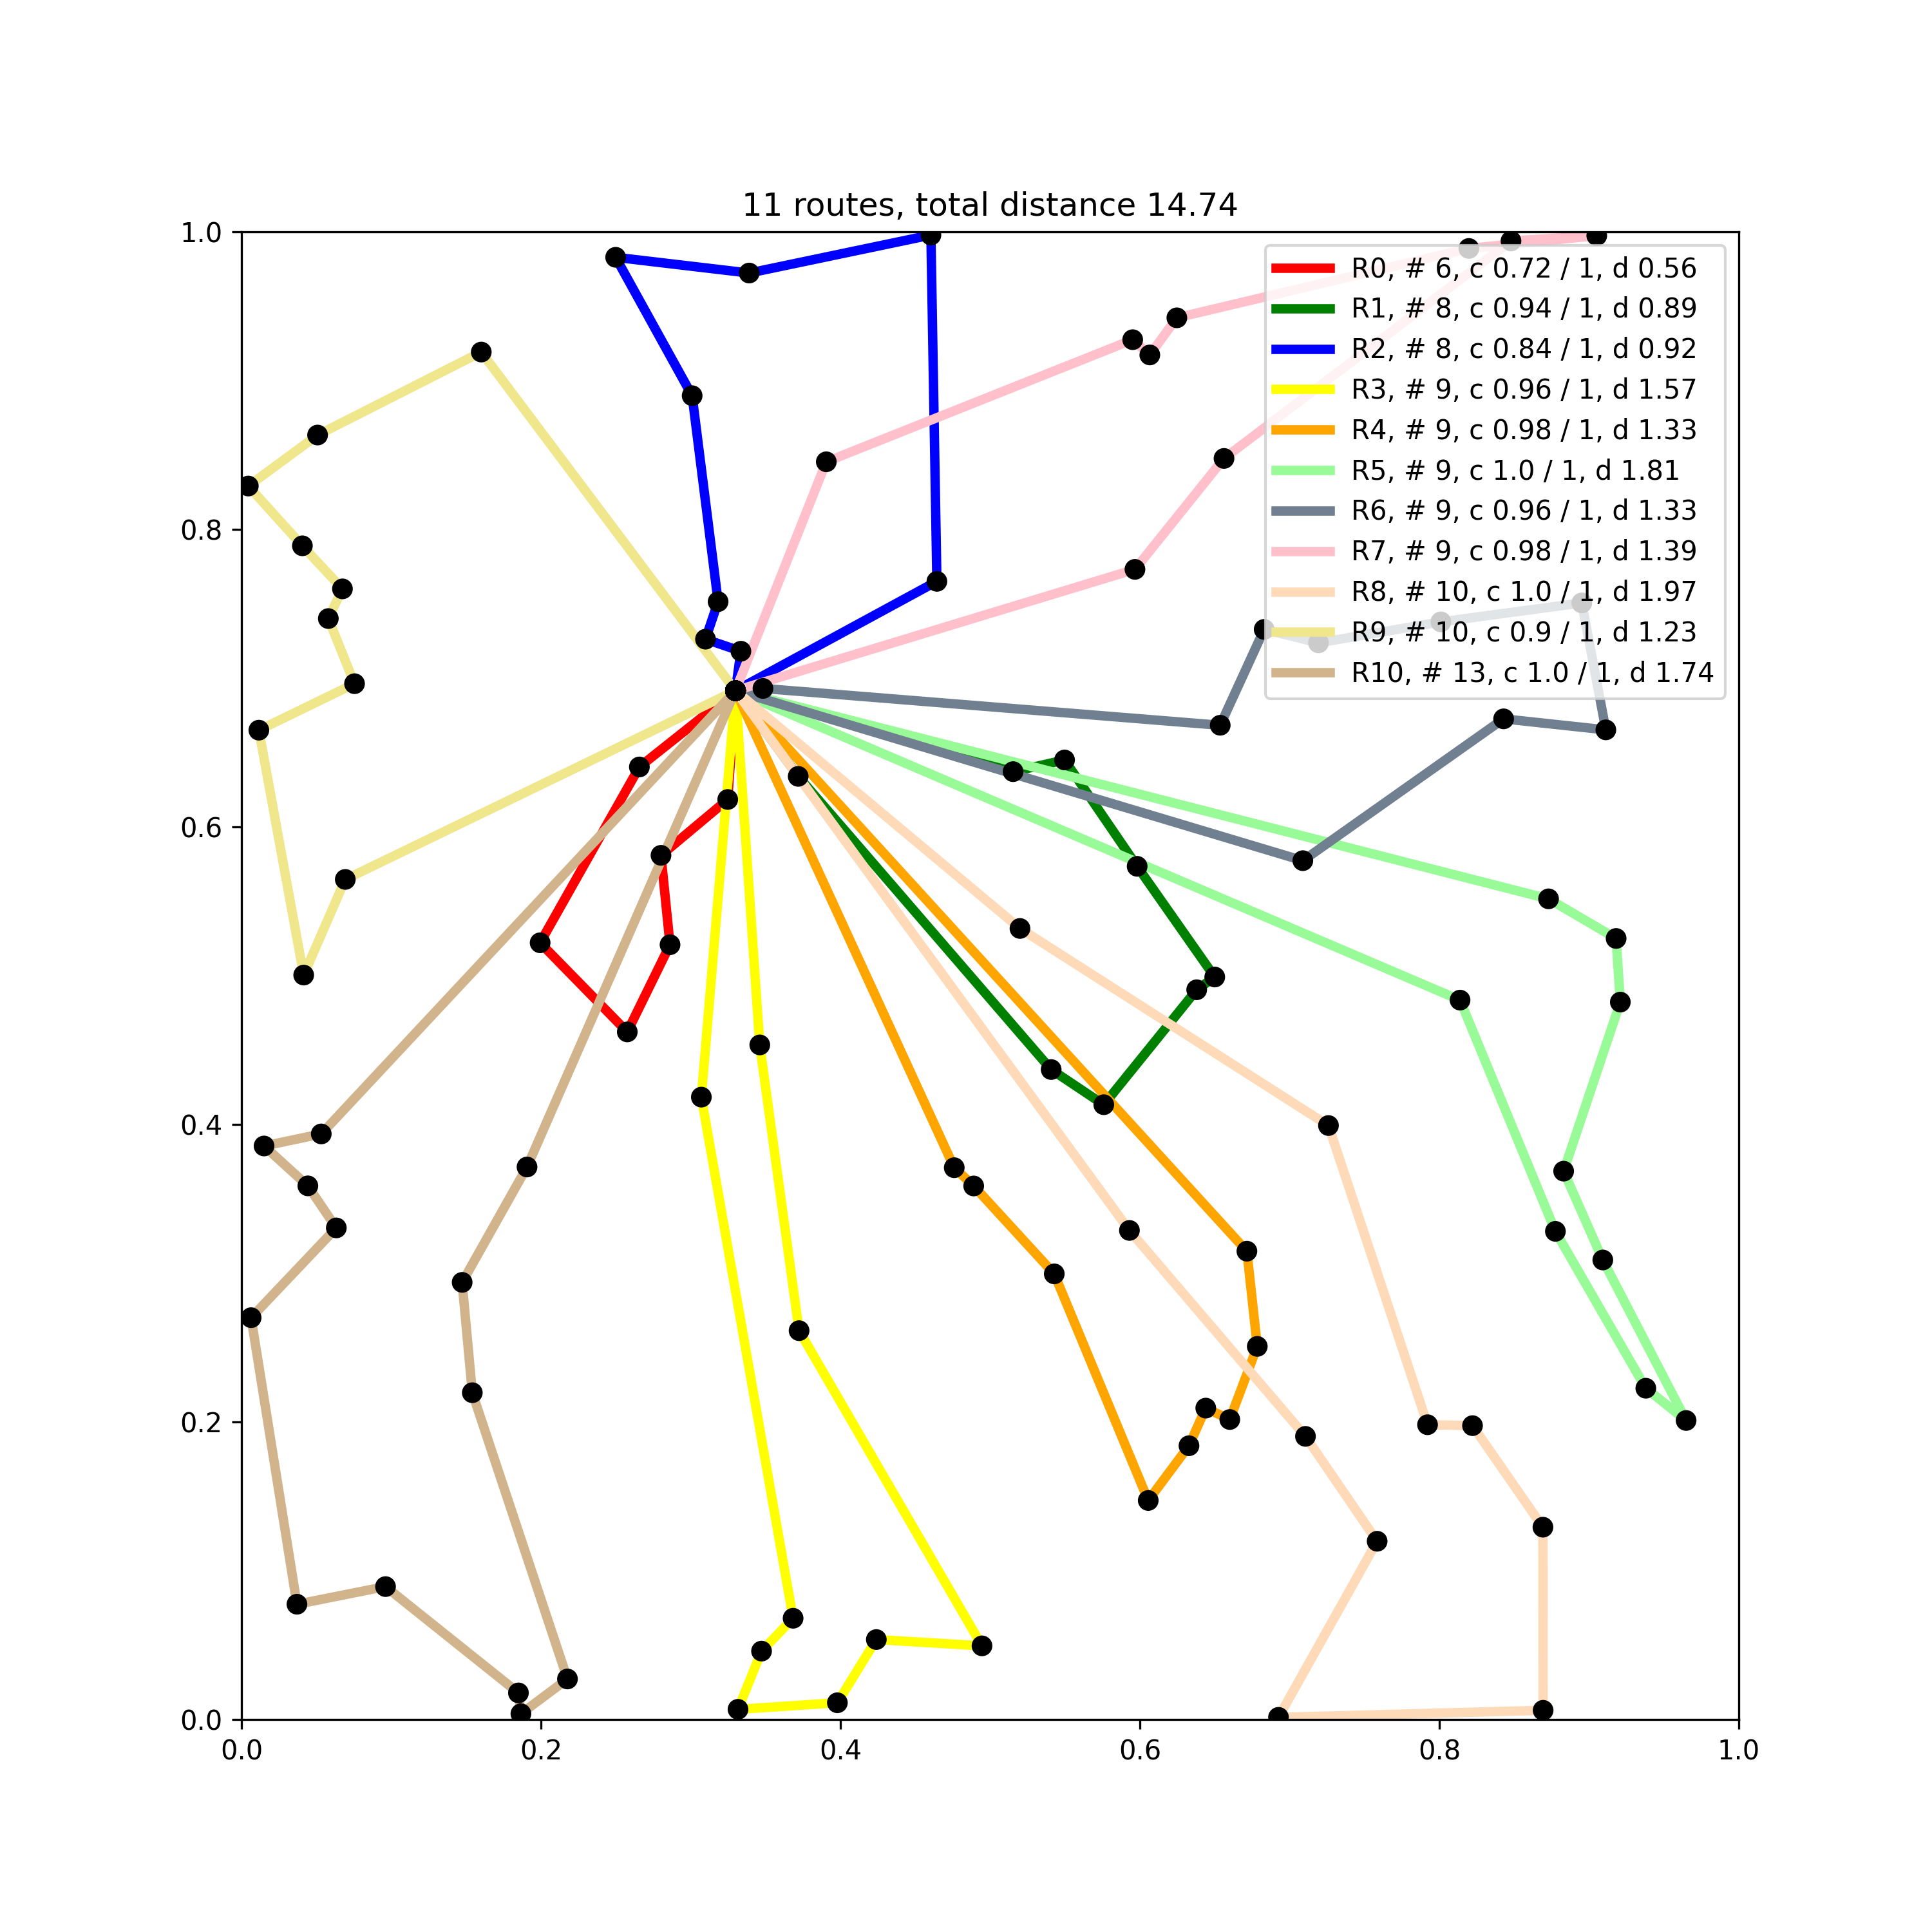 11 routes, total distance 14.74
1.0
0.8
0.6
0.4
0.2
0.0
R0, # 6, c 0.72 / 1, d 0.56
R1, # 8, c 0.94 / 1, d 0.89
R2, # 8, c 0.84 / 1, d 0.92
R3, # 9, c 0.96 / 1, d 1.57
R4, # 9, c 0.98 / 1, d 1.33
R5, # 9, c 1.0 / 1, d 1.81
R6, # 9, c 0.96 / 1, d 1.33
R7, # 9, c 0.98 / 1, d 1.39
R8, # 10, c 1.0 / 1, d 1.97
R9, # 10, c 0.9 / 1, d 1.23
R10, # 13, c 1.0 / 1, d 1.74
0.0 0.2 0.4 0.6 0.8 1.0